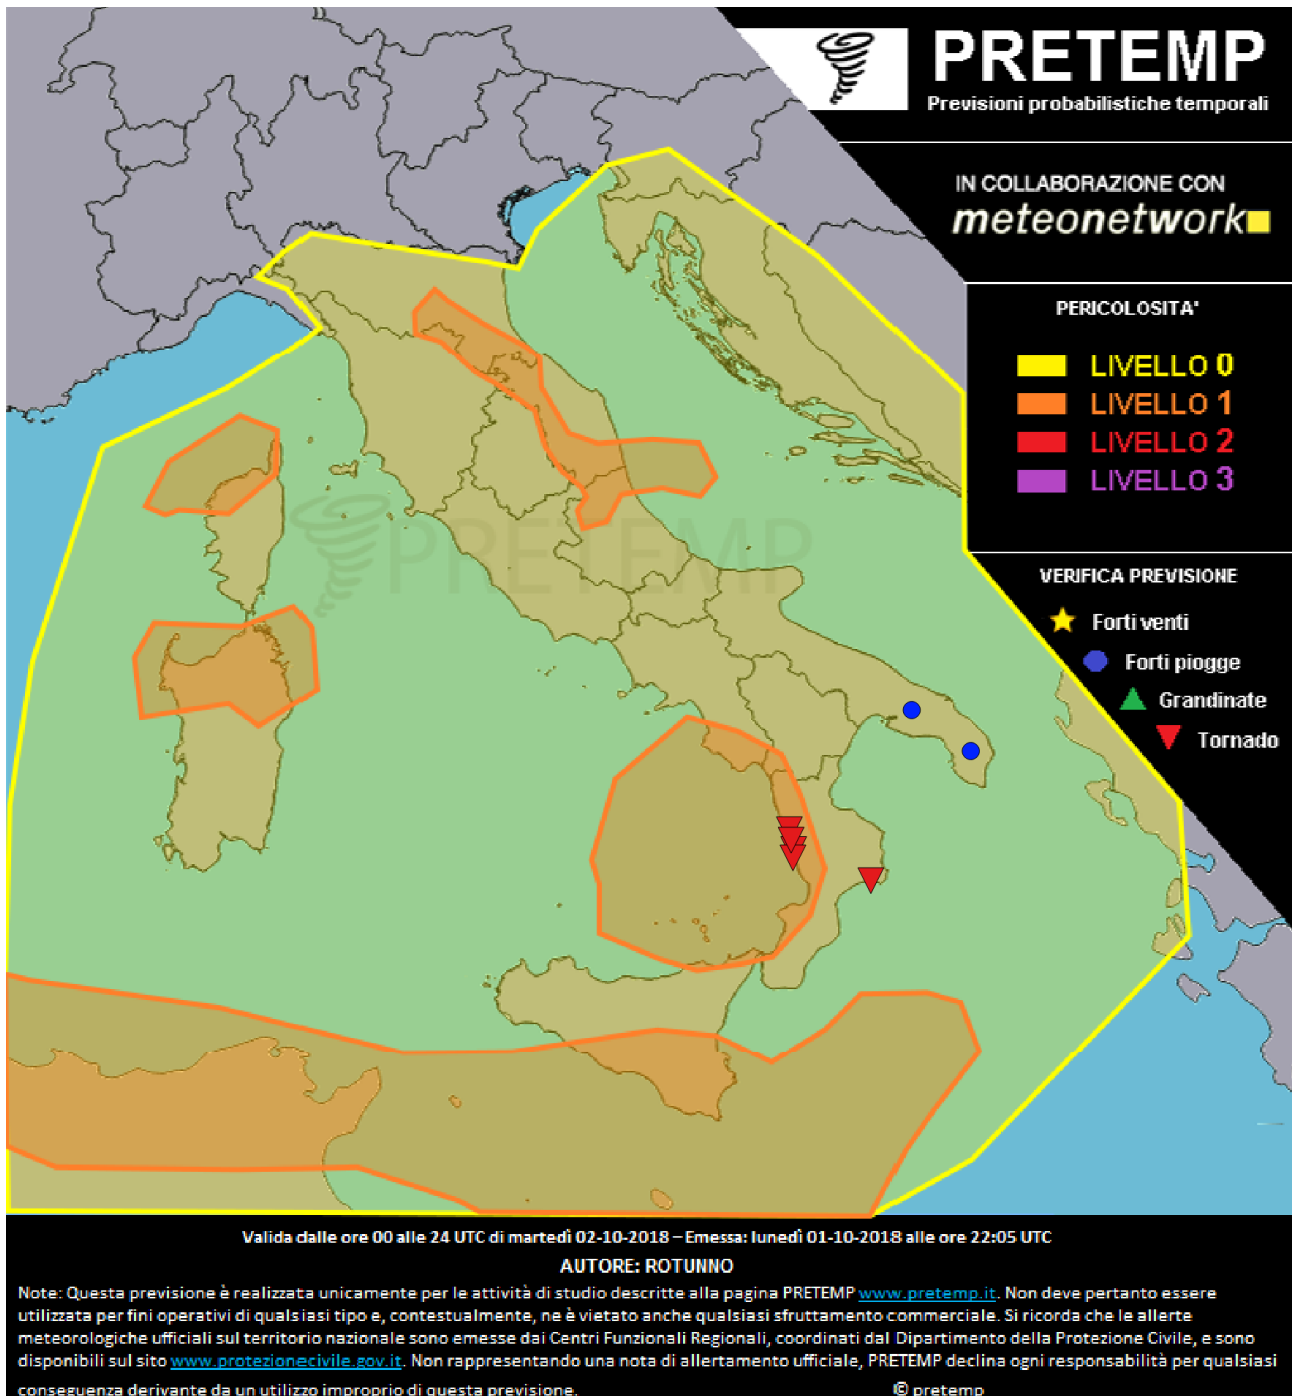 PRETEMP
Previsioni probabilistiche temporali
IN COLLABORAZIONE CON
meteonetwork
PERICOLOSITA'
LIVELLO 0
LIVELLO 1
LIVELLO 2
LIVELLO 3
PRETEMP
VERIFICA PREVISIONE
Forti venti
Forti piogge
Grandinate
Tornado
Valida dalle ore 00 alle 24 UTC di martedì 02-10-2018 – Emessa: lunedì 01-10-2018 alle ore 22:05 UTC
AUTORE: ROTUNNO
Note: Questa previsione è realizzata unicamente per le attività di studio descritte alla pagina PRETEMP www.pretemp.it. Non deve pertanto essere
utilizzata per fini operativi di qualsiasi tipo e, contestualmente, ne è vietato anche qualsiasi sfruttamento commerciale. Si ricorda che le allerte
meteorologiche ufficiali sul territorio nazionale sono emesse dai Centri Funzionali Regionali, coordinati dal Dipartimento della Protezione Civile, e sono
disponibili sul sito www.protezionecivile.gov.it. Non rappresentando una nota di allertamento ufficiale, PRETEMP declina ogni responsabilità per qualsiasi
conseguenza derivante da un utilizzo improprio di questa previsione. © pretemp